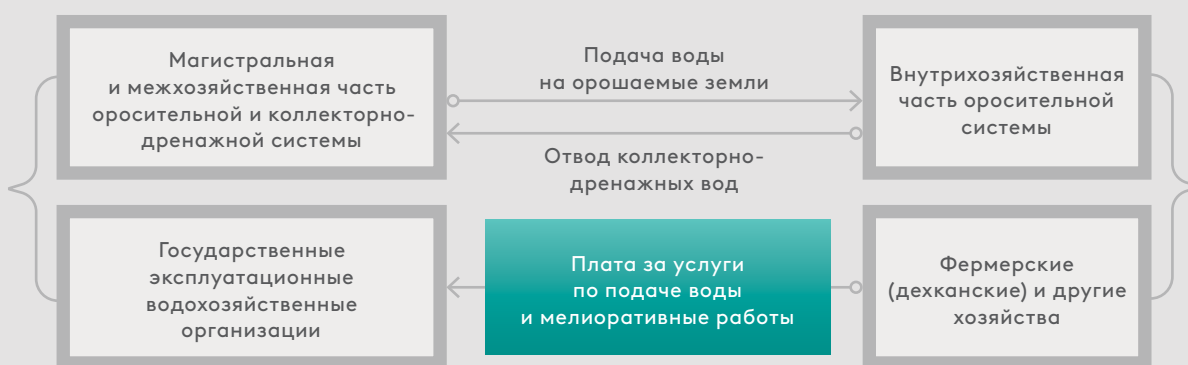 Магистральная
и межхозяйственная часть
оросительной и коллекторно-
дренажной системы
Подача воды
на орошаемые земли
Отвод коллекторно-
дренажных вод
Внутрихозяйственная
часть оросительной
системы
Государственные
эксплуатационные
водохозяйственные
организации
Плата за услуги
по подаче воды
и мелиоративные работы
Фермерские
(дехканские) и другие
хозяйства